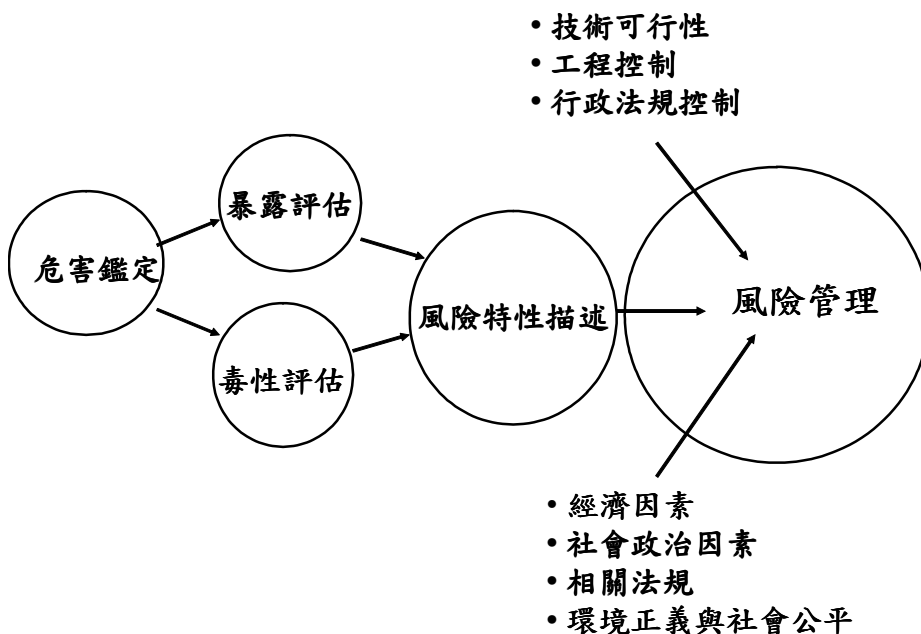 • 技術可行性
• 工程控制
• 行政法規控制
暴露評估
危害鑑定
毒性評估
風險特性描述
風險管理
• 經濟因素
• 社會政治因素
• 相關法規
• 環境正義與社會公平